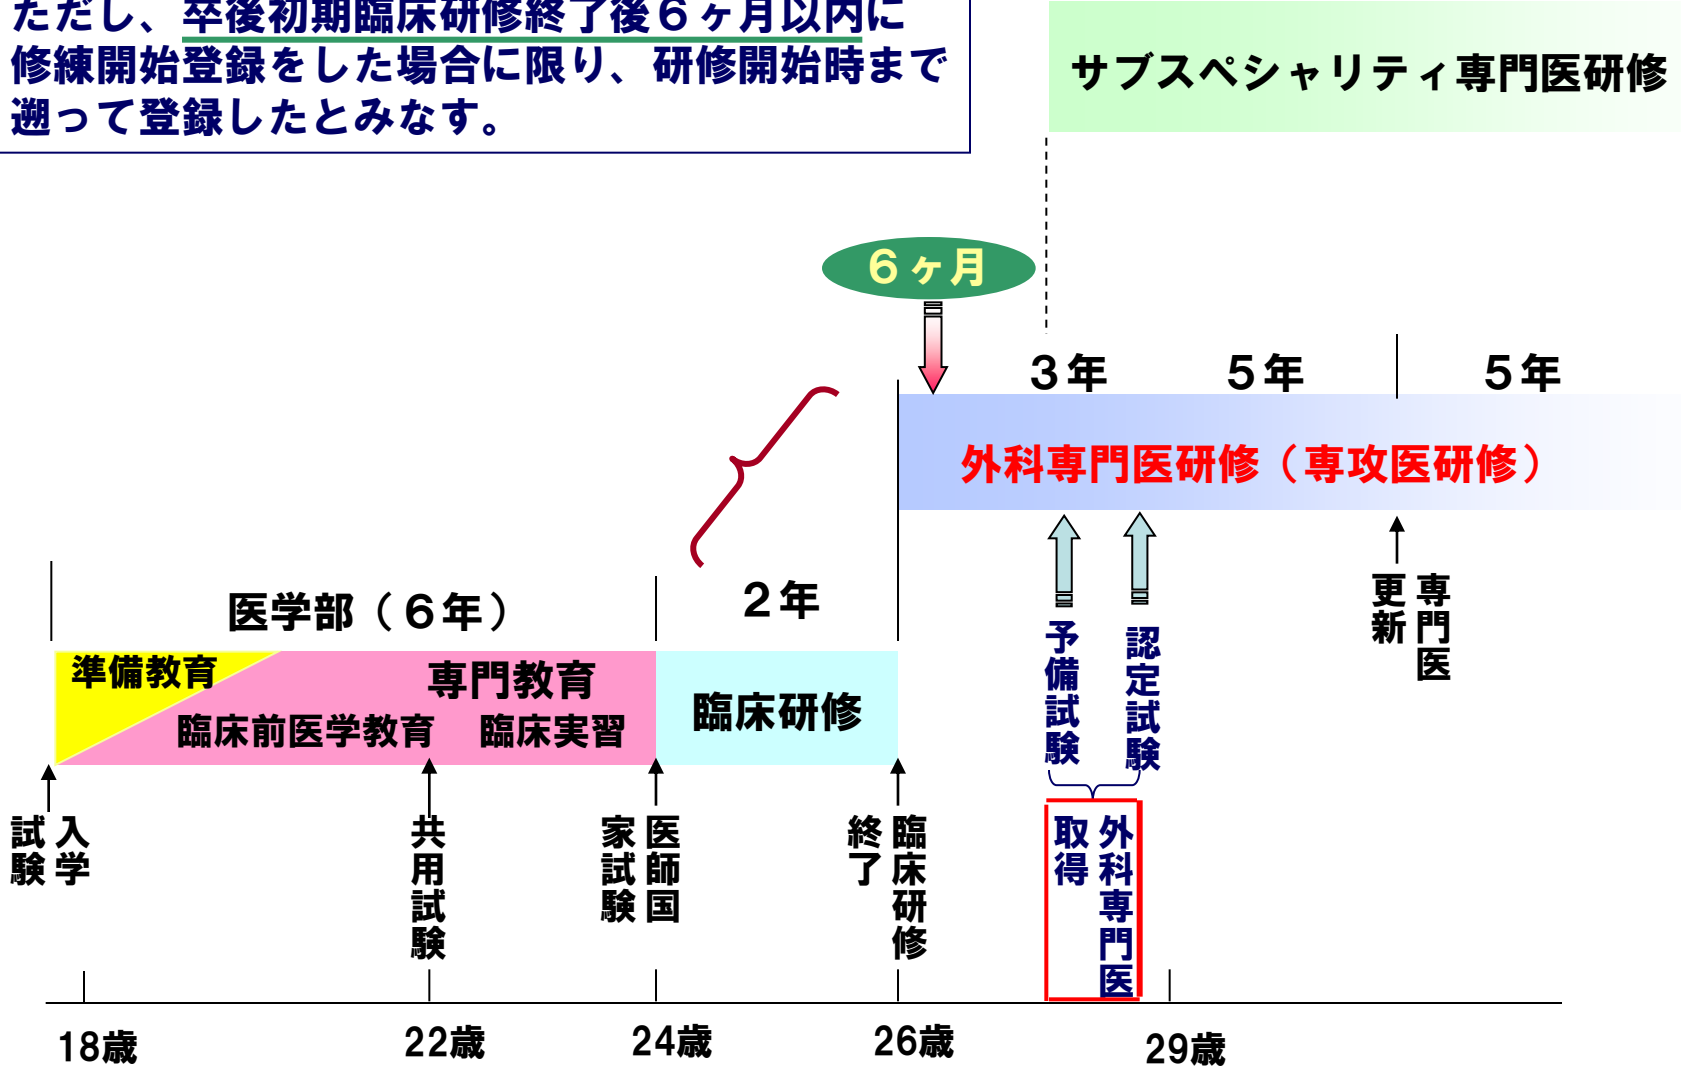 ただし、卒後初期臨床研修終了後６ヶ月以内に
修練開始登録をした場合に限り、研修開始時まで
遡って登録したとみなす。
サブスペシャリティ専門医研修
６ヶ月
３年
５年
５年
外科専門医研修（専攻医研修）
医学部（６年）
２年
準備教育
専門教育
臨床前医学教育
臨床実習
臨床研修
予備試験
認定試験
専門医
更新
入学
試験
共用試験
医師国
家試験
臨床研修
終了
外科専門医
取得
18歳
22歳
24歳
26歳
29歳